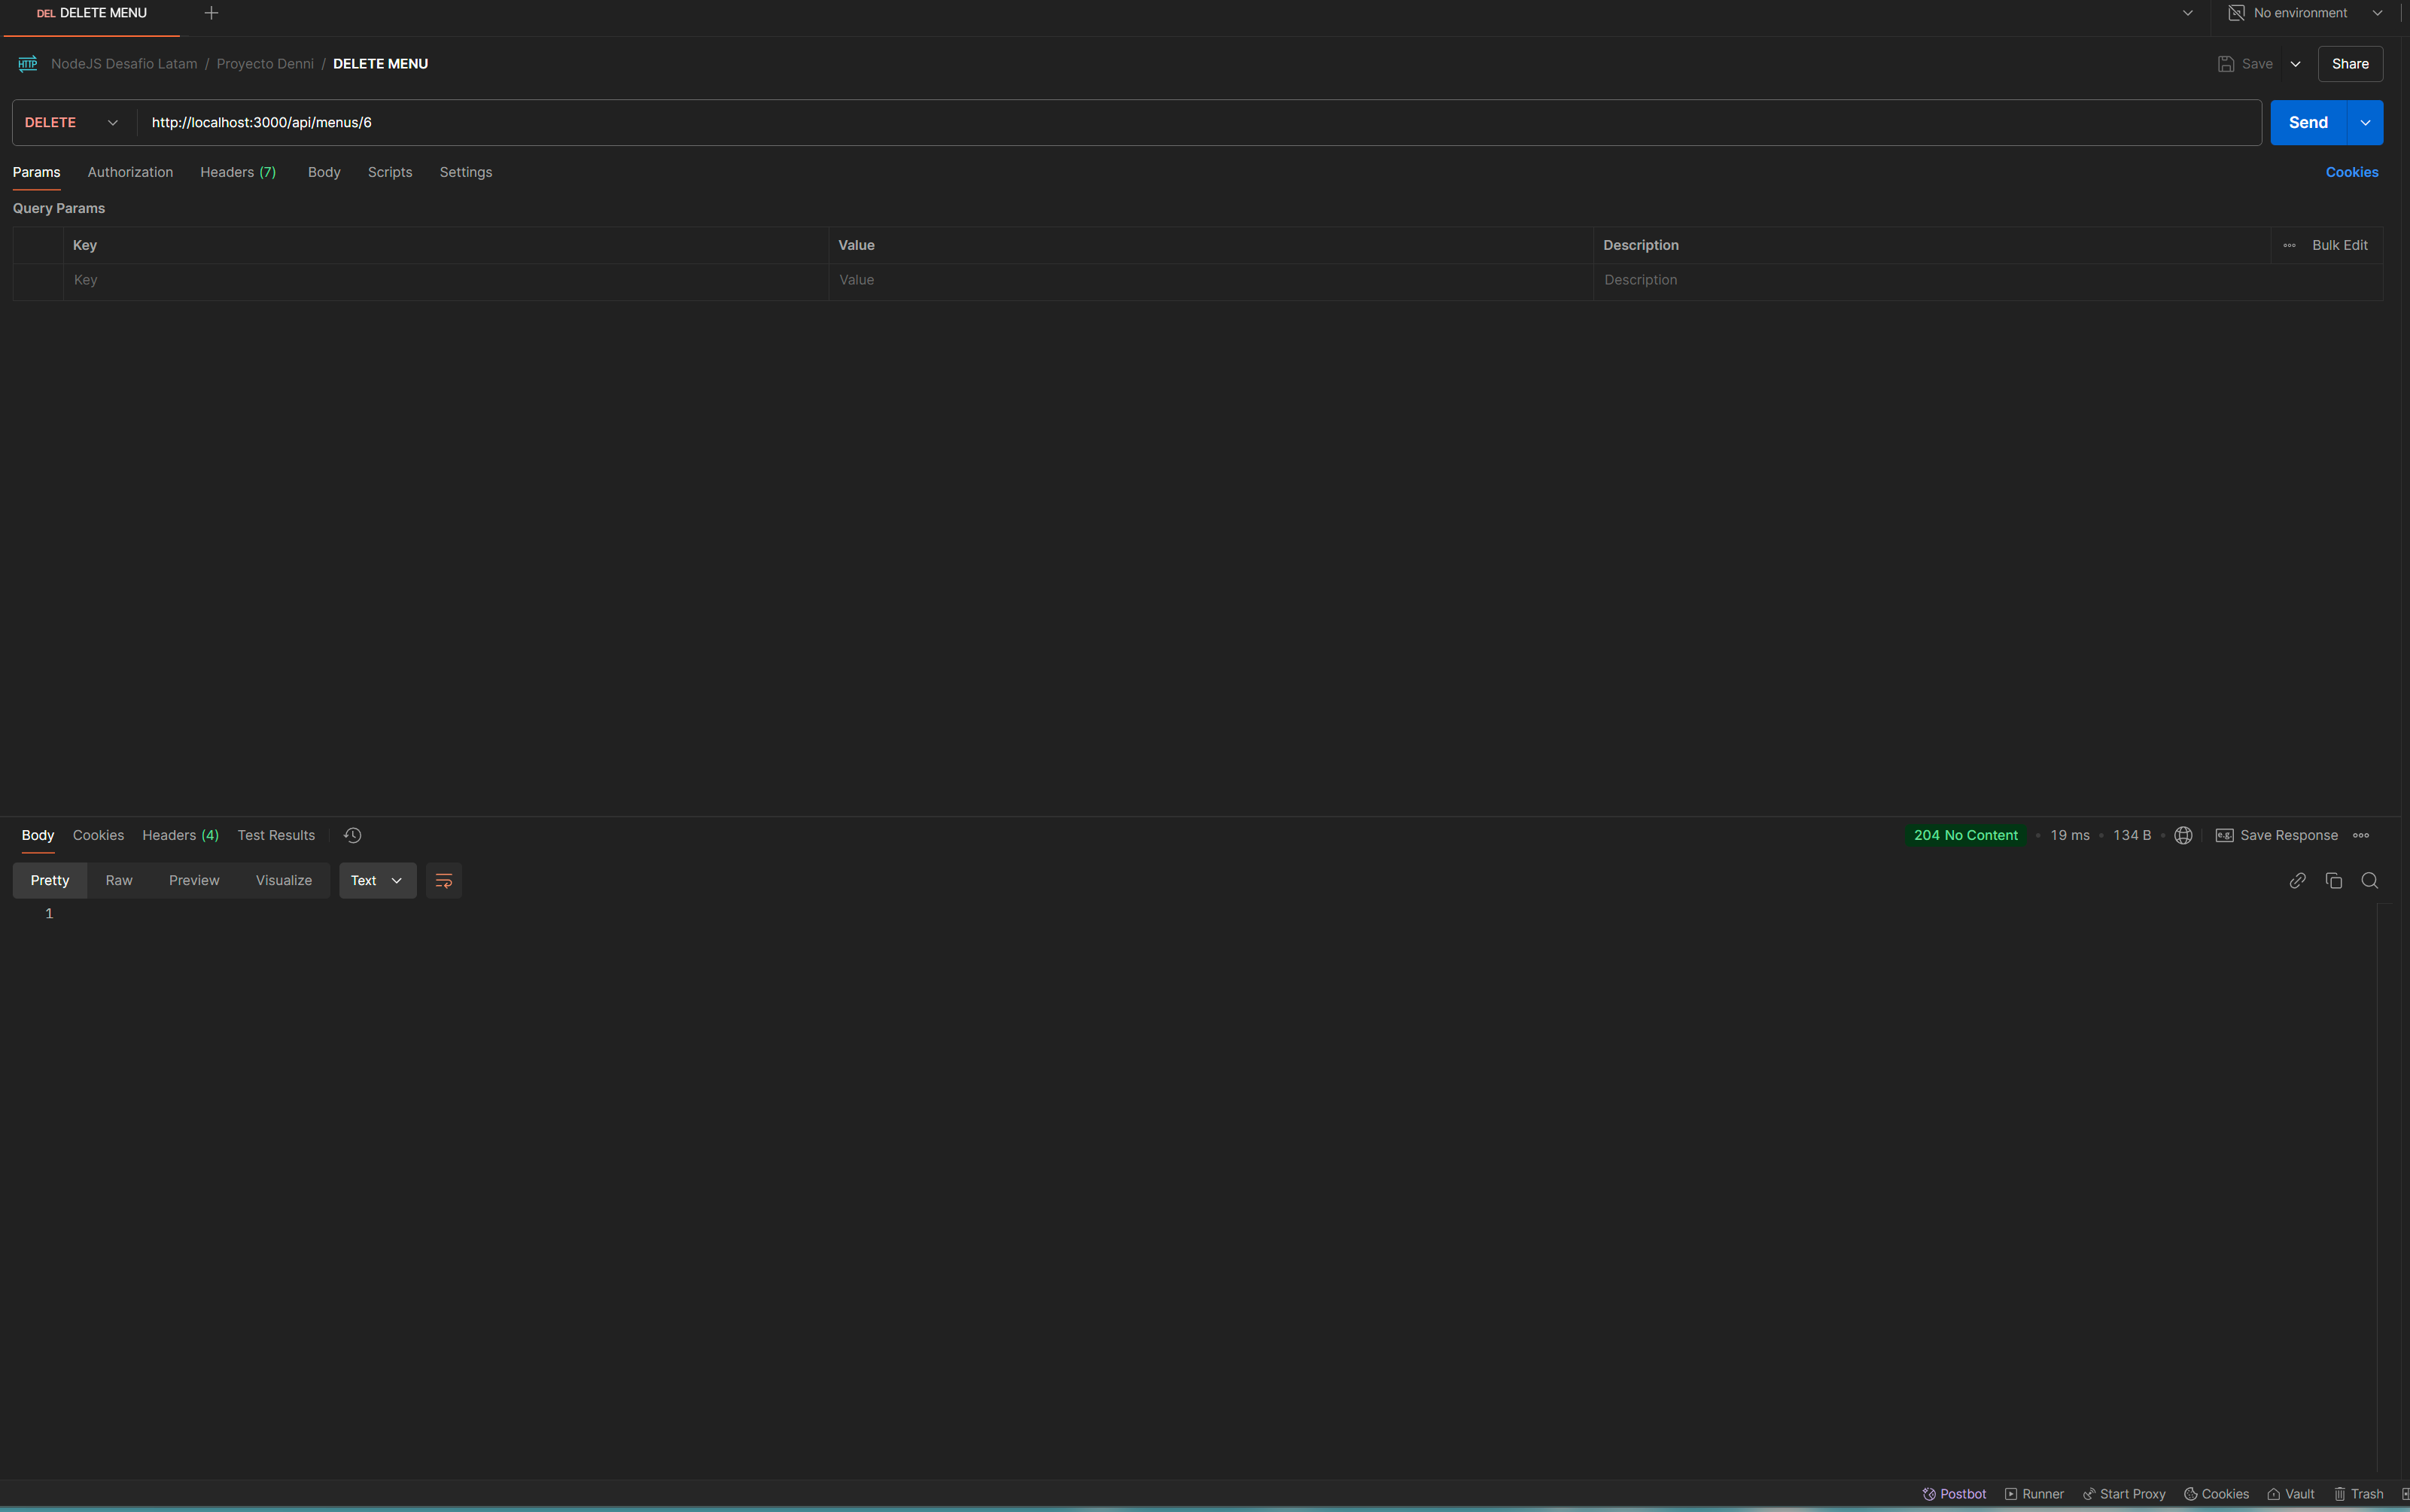 DEL DELETE MENU
No environment
HTTP NodeJS Desafio Latam / Proyecto Denni / DELETE MENU
Save
Share
DELETE http://localhost:3000/api/menus/6
Send
Params Authorization Headers (7) Body Scripts Settings
Cookies
Query Params
Key Value Description
Bulk Edit
Key Value Description
Body Cookies Headers (4) Test Results
204 No Content • 19 ms • 134 B
e.g. Save Response
Pretty Raw Preview Visualize Text
1
Postbot Runner Start Proxy Cookies Vault Trash